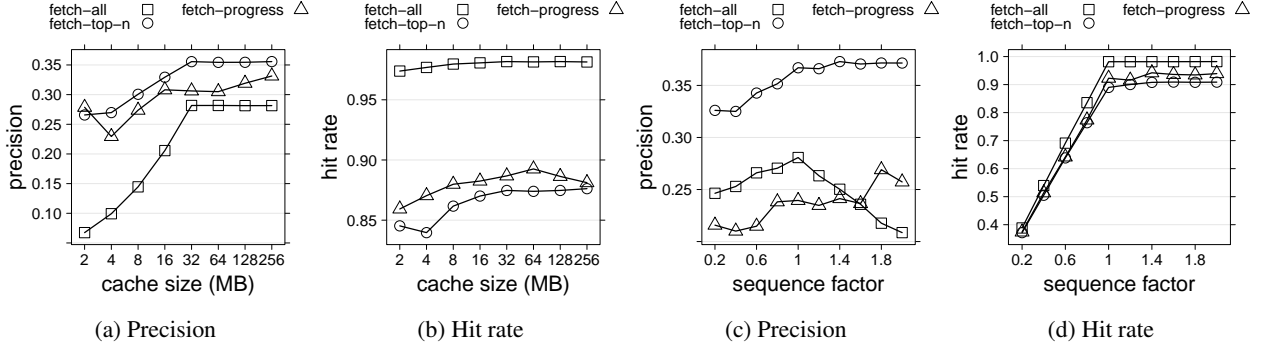 fetch−all fetch−progress
fetch−top−n
precision
0.35
0.30
0.25
0.20
0.15
0.10
2 4 8 16 32 64 128 256
cache size (MB)
(a) Precision
fetch−all fetch−progress
fetch−top−n
hit rate
0.95
0.90
0.85
2 4 8 16 32 64 128 256
cache size (MB)
(b) Hit rate
fetch−all fetch−progress
fetch−top−n
precision
0.35
0.30
0.25
0.2 0.6 1 1.4 1.8
sequence factor
(c) Precision
fetch−all fetch−progress
fetch−top−n
hit rate
1.0
0.9
0.8
0.7
0.6
0.5
0.4
0.2 0.6 1 1.4 1.8
sequence factor
(d) Hit rate